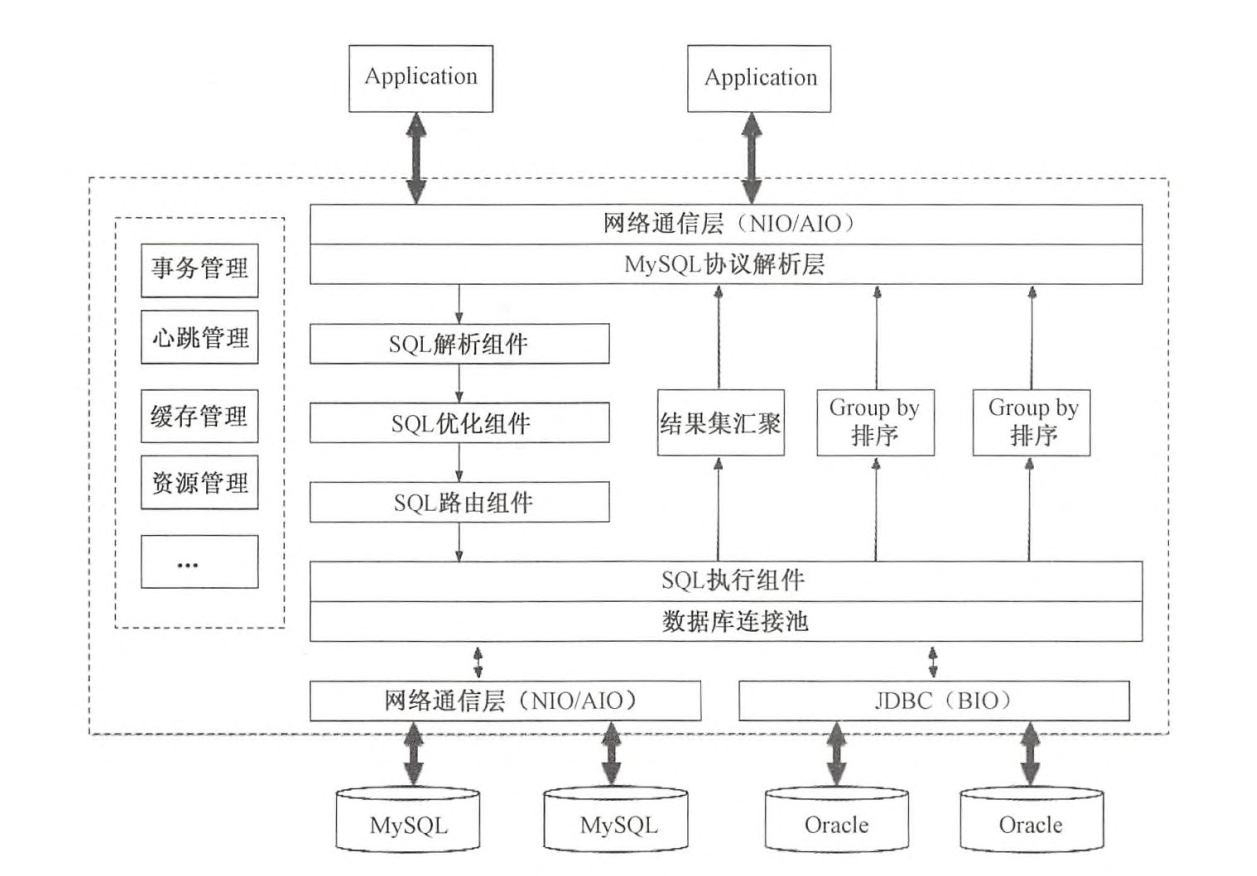 Application
Application
网络通信层（NIO/AIO）
MySQL协议解析层
事务管理
心跳管理
缓存管理
资源管理
...
SQL解析组件
SQL优化组件
SQL路由组件
结果集汇聚
Group by
排序
Group by
排序
SQL执行组件
数据库连接池
网络通信层（NIO/AIO）
JDBC（BIO）
MySQL
MySQL
Oracle
Oracle